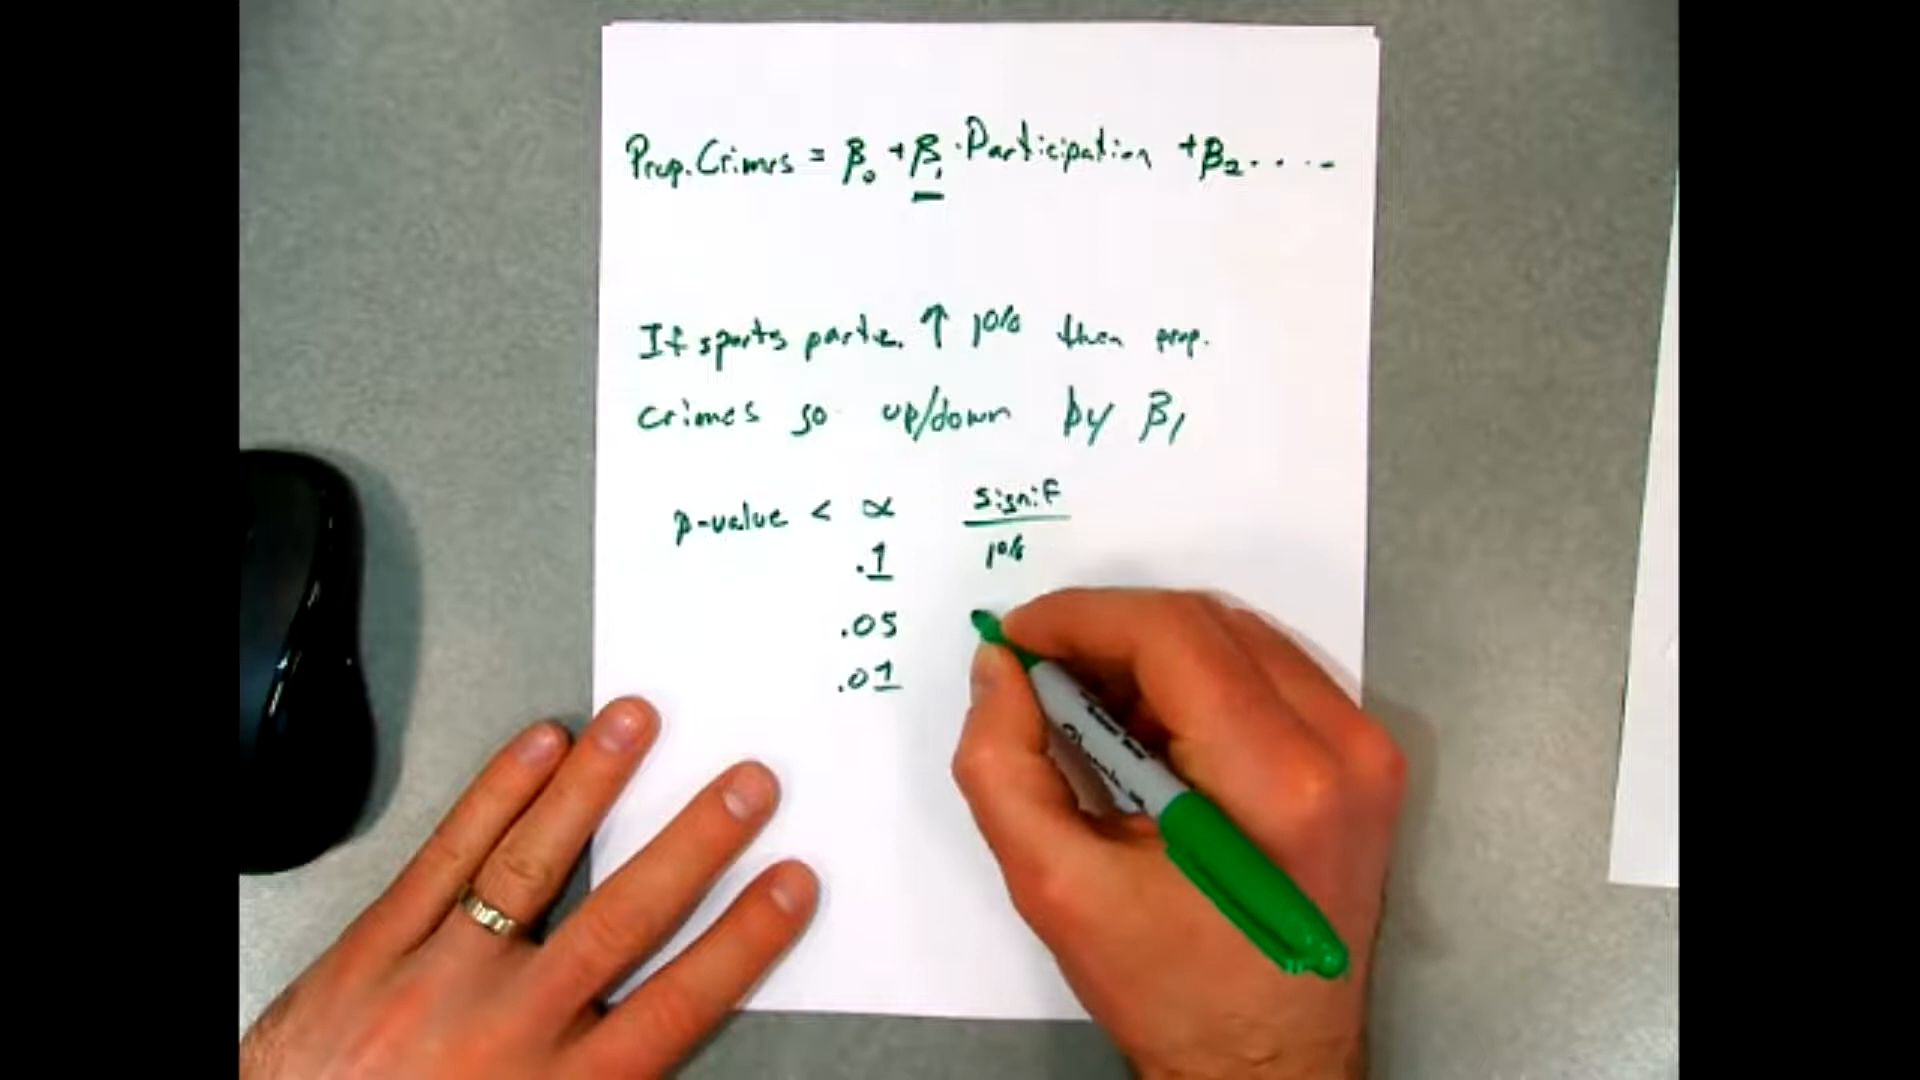 Prop. Crimes = β₀ + β₁ · Participation + β₂ . . . .
If sports partic. ↑ 10% then prop.
crimes go up/down by β₁
p-value < α Signif
.1 10%
.05
.01